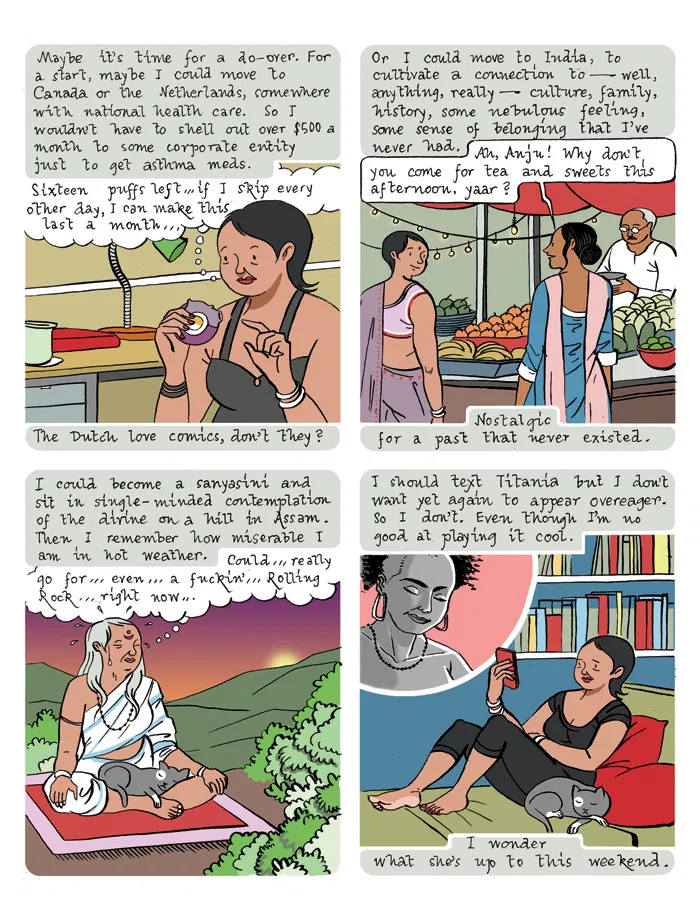 Maybe it's time for a do-over. For
a start, maybe I could move to
Canada or the Netherlands, somewhere
with national health care. So I
wouldn't have to shell out over $500 a
month to some corporate entity
just to get asthma meds.
Sixteen puffs left... if I skip every
other day, I can make this
last a month...
The Dutch love comics, don't they?
Or I could move to India, to
cultivate a connection to — well,
anything, really — culture, family,
history, some nebulous feeling,
some sense of belonging that I've
never had.
Ah, Anju! Why don't
you come for tea and sweets this
afternoon, yaar?
Nostalgic
for a past that never existed.
I could become a sanyasini and
sit in single-minded contemplation
of the divine on a hill in Assam.
Then I remember how miserable I
am in hot weather.
Could... really
go for... even... a fuckin'... Rolling
Rock... right now...
I should text Titania but I don't
want yet again to appear overeager.
So I don't. Even though I'm no
good at playing it cool.
I wonder
what she's up to this weekend.